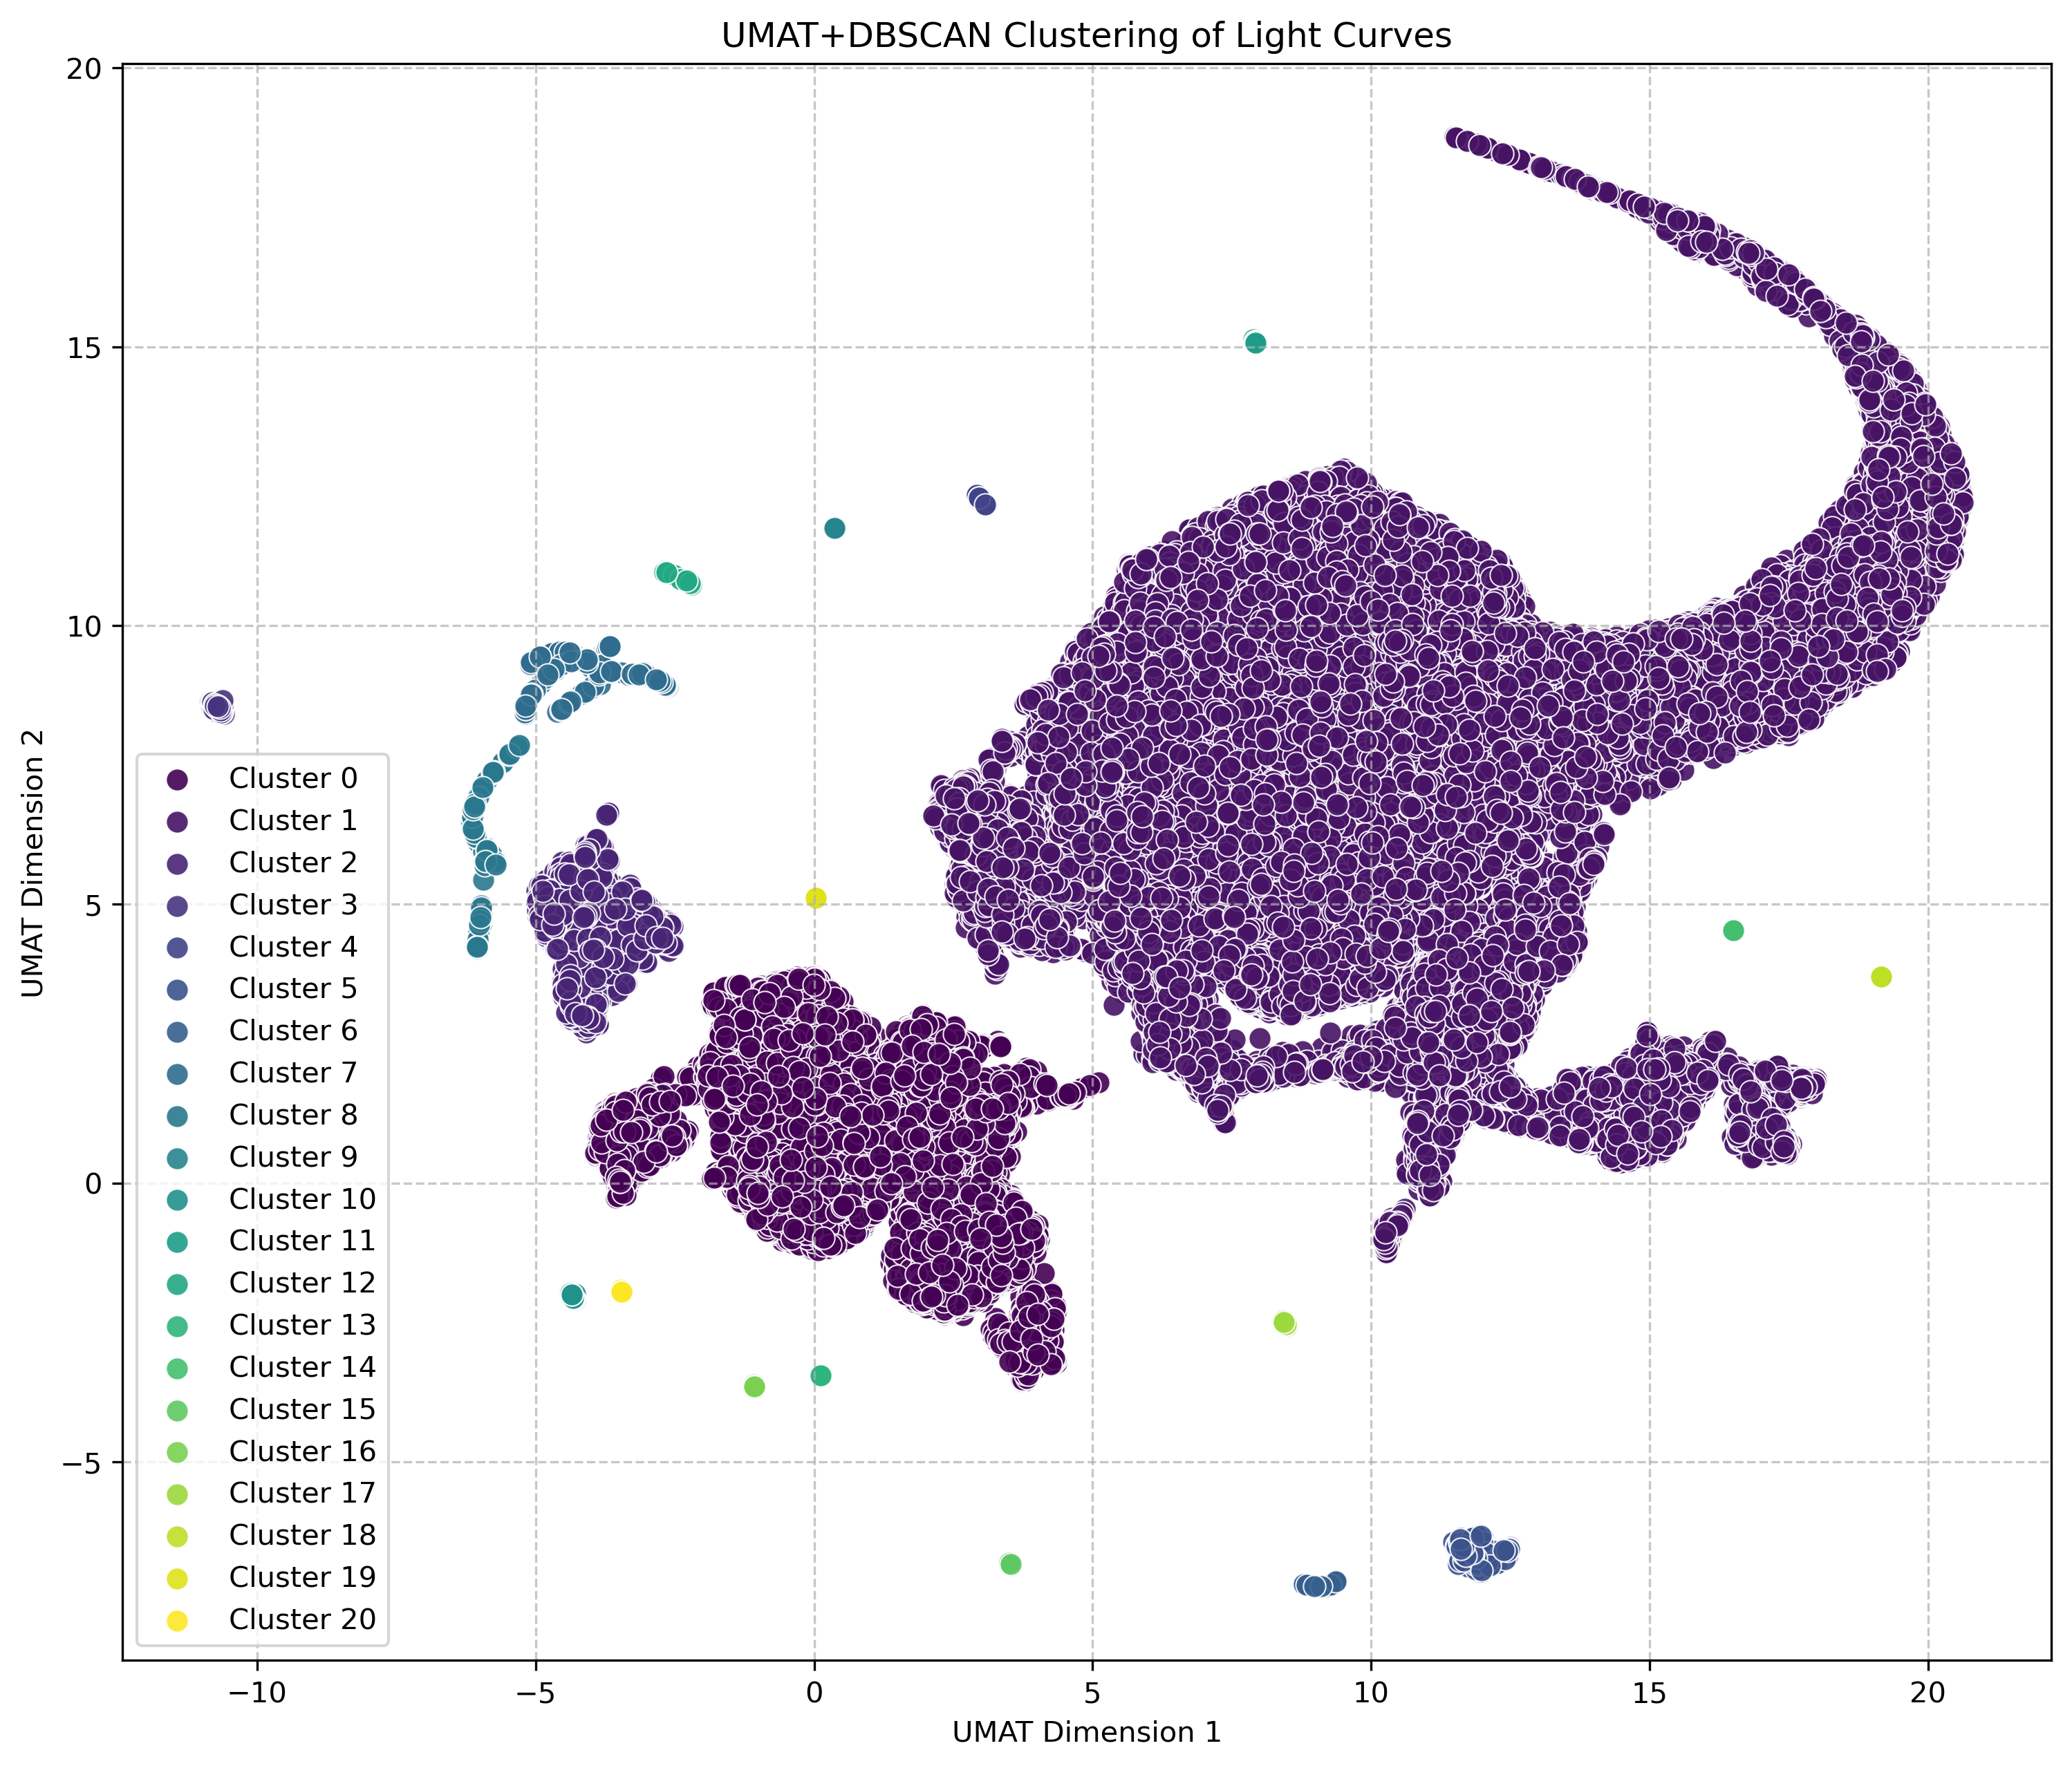 UMAT+DBSCAN Clustering of Light Curves
20
15
10
5
0
−5
UMAT Dimension 2
Cluster 0
Cluster 1
Cluster 2
Cluster 3
Cluster 4
Cluster 5
Cluster 6
Cluster 7
Cluster 8
Cluster 9
Cluster 10
Cluster 11
Cluster 12
Cluster 13
Cluster 14
Cluster 15
Cluster 16
Cluster 17
Cluster 18
Cluster 19
Cluster 20
−10 −5 0 5 10 15 20
UMAT Dimension 1